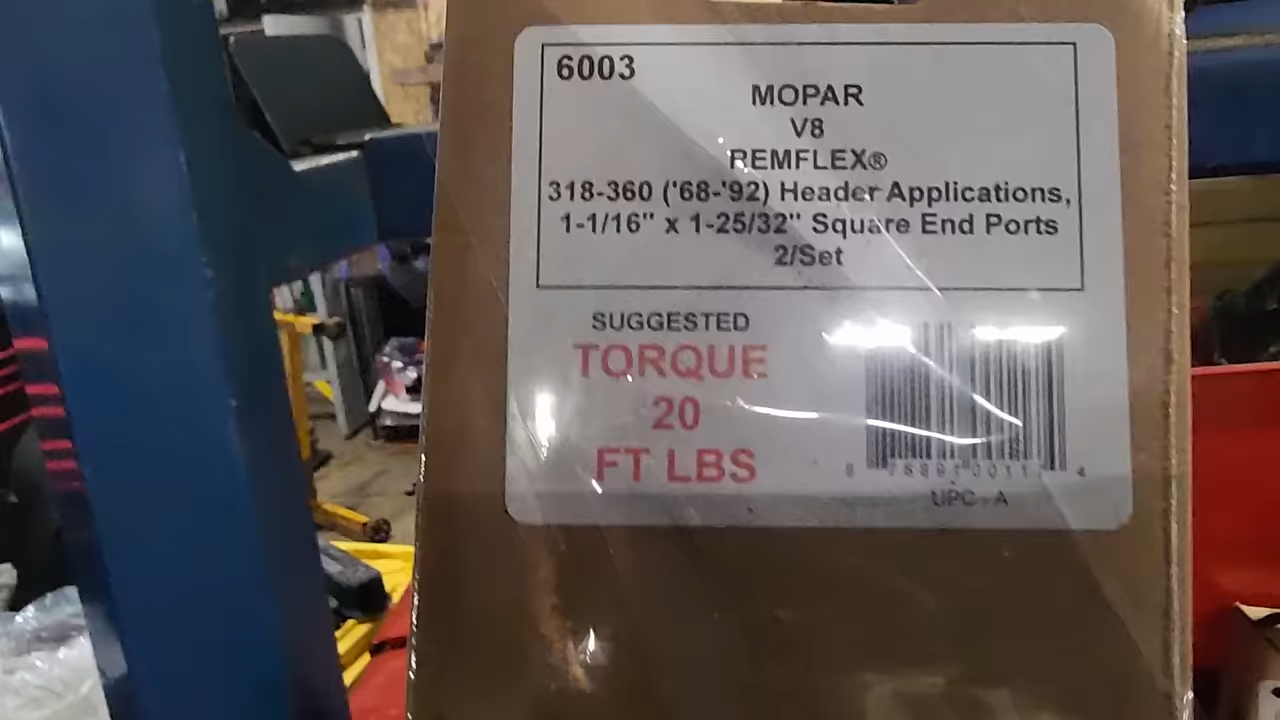 6003
MOPAR
V8
REMFLEX®
318-360 ('68-'92) Header Applications,
1-1/16" x 1-25/32" Square End Ports
2/Set
SUGGESTED
TORQUE
20
FT LBS
UPC - A